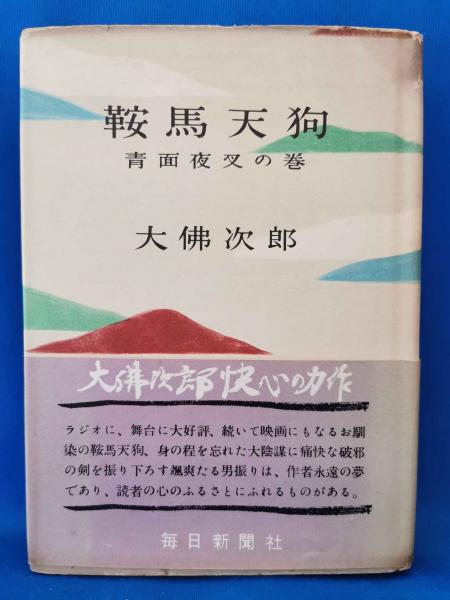 鞍馬天狗
青面夜叉の巻
大佛次郎
大佛次郎快心の力作
ラジオに、舞台に大好評、続いて映画にもなるお馴
染の鞍馬天狗、身の程を忘れた大陰謀に痛快な破邪
の剣を振り下ろす颯爽たる男振りは、作者永遠の夢
であり、読者の心のふるさとにふれるものがある。
毎日新聞社